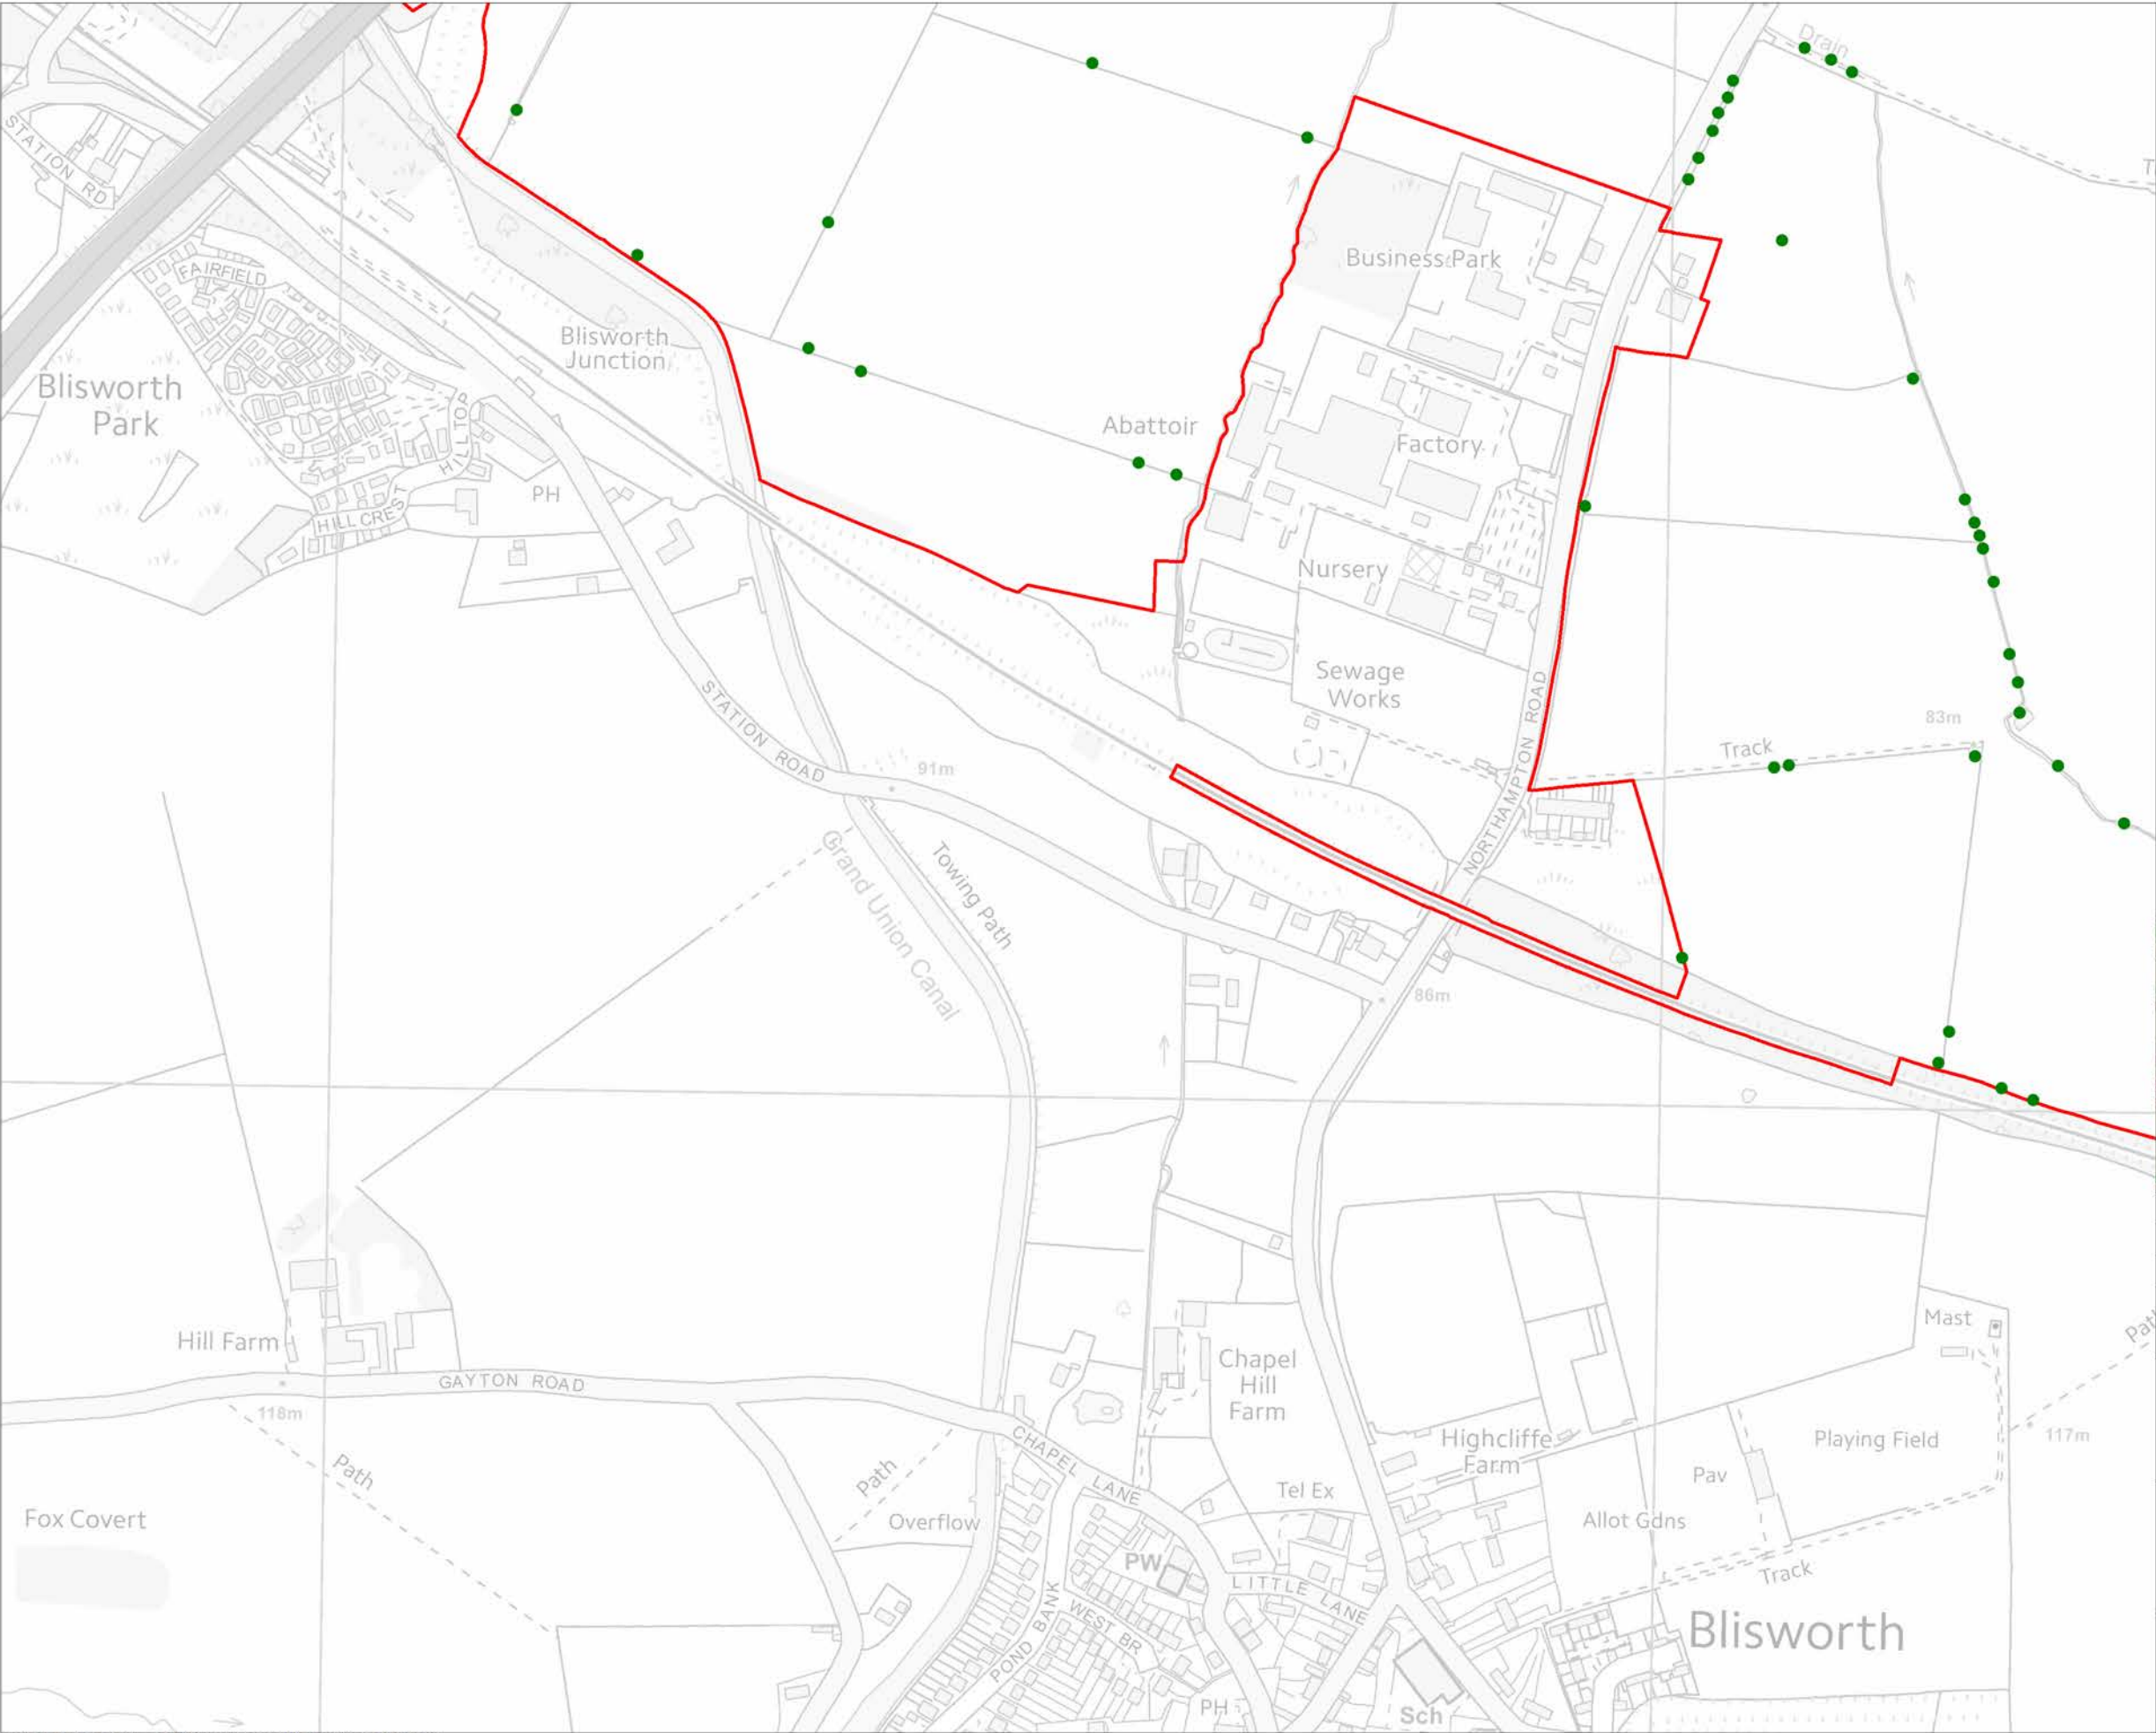 Drain
STATION RD
FAIRFIELD
Business Park
Blisworth
Junction
Blisworth
Park
HILL TOP
Abattoir
Factory
PH
HILL CREST
Nursery
Sewage
Works
NORTHAMPTON ROAD
STATION ROAD
83m
Track
91m
Towing Path
Grand Union Canal
86m
Hill Farm
GAYTON ROAD
118m
Path
Fox Covert
Path
Overflow
CHAPEL LANE
Chapel
Hill
Farm
Mast
Path
Highcliffe
Farm
Playing Field
117m
Pav
Tel Ex
Allot Gdns
Track
PW
LITTLE LANE
WEST BR
POND BANK
Blisworth
PH
Sch